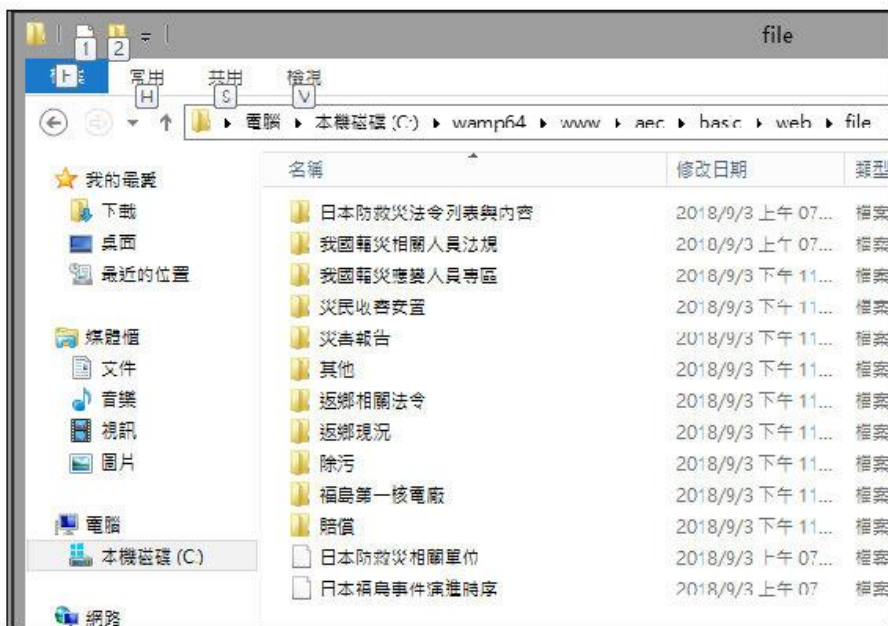 file
1 2
檔案 常用 共用 檢視
F H S V
電腦 本機磁碟 (C:) wamp64 www aec basic web file
名稱 修改日期 類型
我的最愛
下載
桌面
最近的位置
媒體櫃
文件
音樂
視訊
圖片
電腦
本機磁碟 (C:)
網路
日本防救災法令列表與內容 2018/9/3 上午 07... 檔案
我國輻災相關人員法規 2018/9/3 上午 07... 檔案
我國輻災應變人員專區 2018/9/3 下午 11... 檔案
災民收容安置 2018/9/3 下午 11... 檔案
災害報告 2018/9/3 下午 11... 檔案
其他 2018/9/3 下午 11... 檔案
返鄉相關法令 2018/9/3 下午 11... 檔案
返鄉現況 2018/9/3 下午 11... 檔案
除污 2018/9/3 下午 11... 檔案
福島第一核電廠 2018/9/3 下午 11... 檔案
賠償 2018/9/3 下午 11... 檔案
日本防救災相關單位 2018/9/3 上午 07... 檔案
日本福島事件演進時序 2018/9/3 上午 07... 檔案